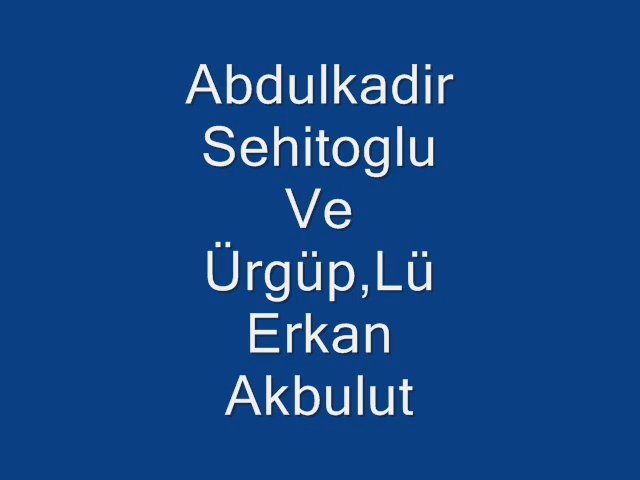 Abdulkadir
Sehitoglu
Ve
Ürgüp,Lü
Erkan
Akbulut